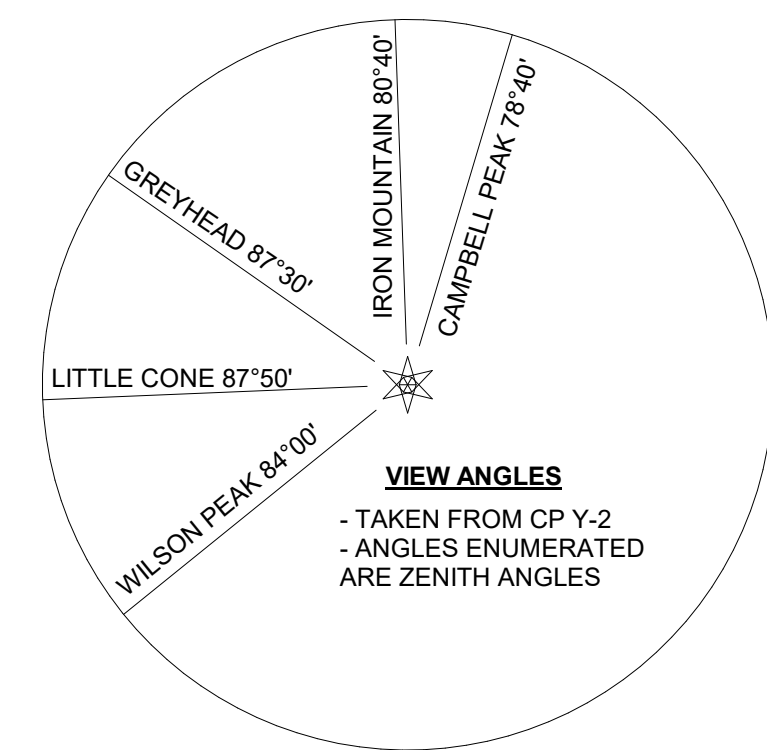 IRON MOUNTAIN 80°40'
CAMPBELL PEAK 78°40'
GREYHEAD 87°30'
LITTLE CONE 87°50'
WILSON PEAK 84°00'
VIEW ANGLES
- TAKEN FROM CP Y-2
- ANGLES ENUMERATED
ARE ZENITH ANGLES